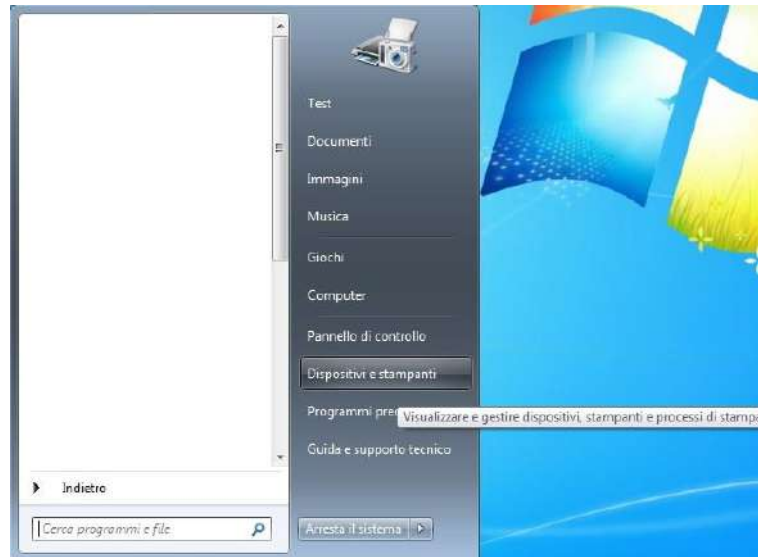 Test
Documenti
Immagini
Musica
Giochi
Computer
Pannello di controllo
Dispositivi e stampanti
Programmi
Visualizzare e gestire dispositivi, stampanti e processi di
Guida e supporto tecnico
Indietro
Cerca programmi e file
Arresta il sistema